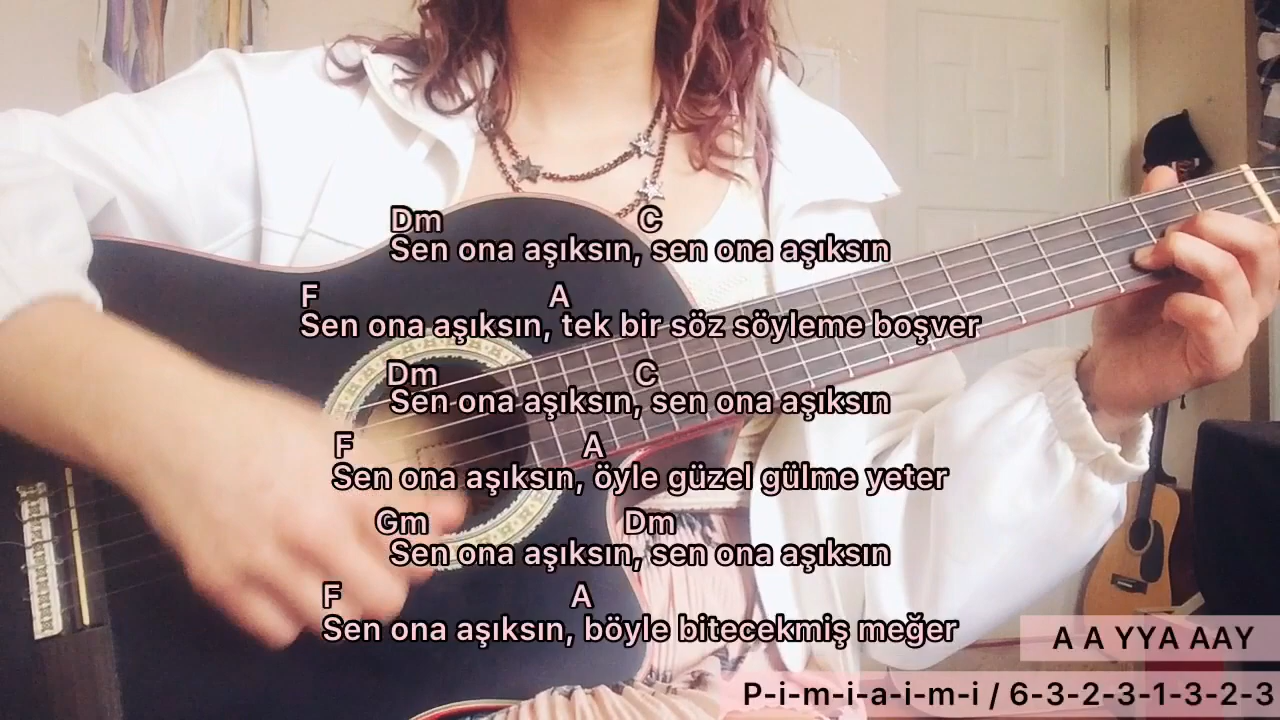 Dm C
Sen ona aşıksın, sen ona aşıksın
F A
Sen ona aşıksın, tek bir söz söyleme boşver
Dm C
Sen ona aşıksın, sen ona aşıksın
F A
Sen ona aşıksın, öyle güzel gülme yeter
Gm Dm
Sen ona aşıksın, sen ona aşıksın
F A
Sen ona aşıksın, böyle bitecekmiş meğer
A A YYA AAY
P-i-m-i-a-i-m-i / 6-3-2-3-1-3-2-3